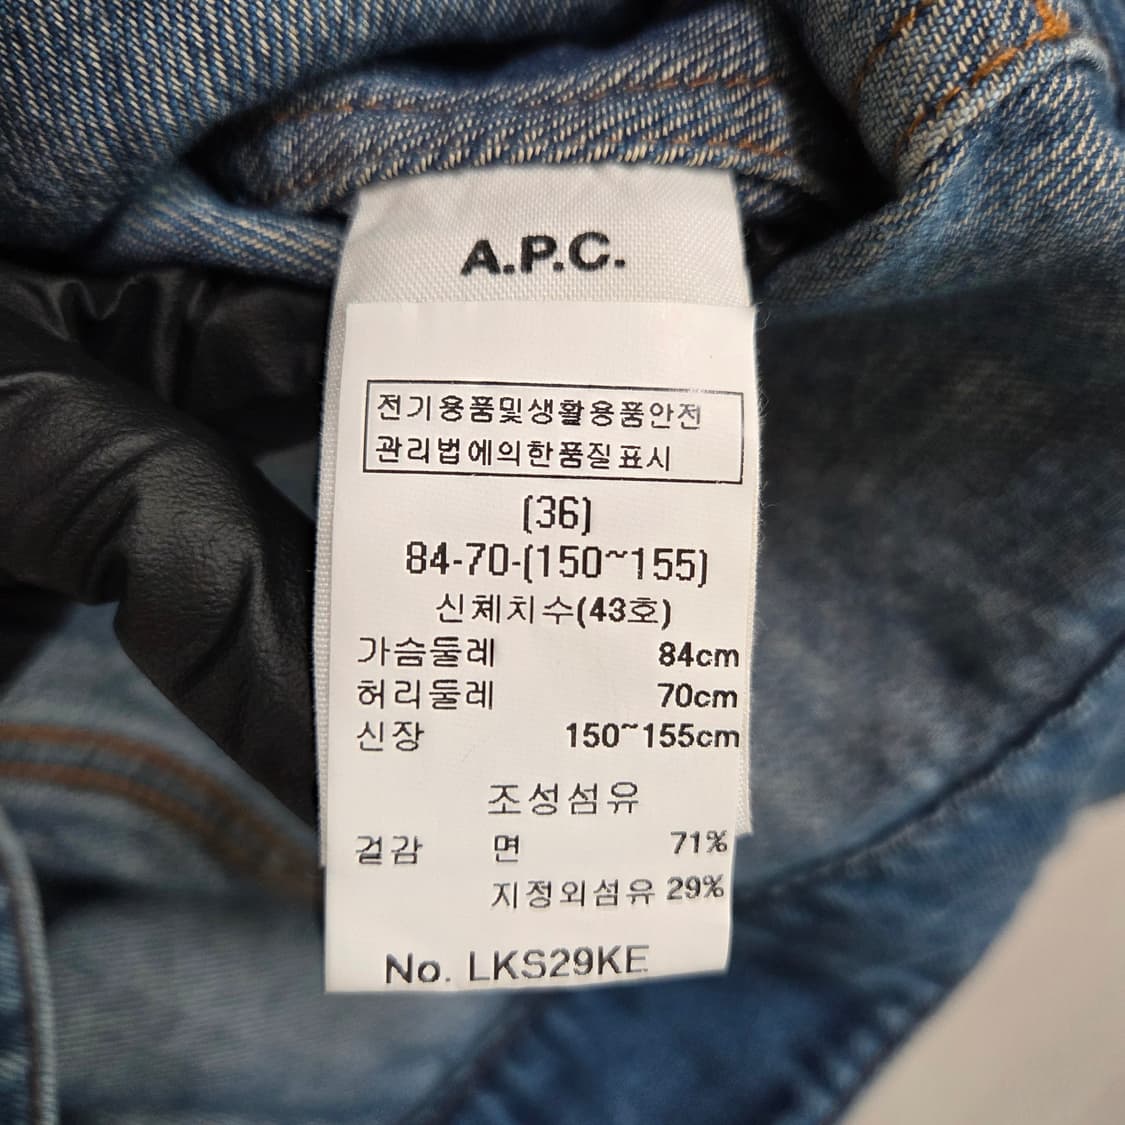 A.P.C.
전기용품및생활용품안전
관리법에의한품질표시
(36)
84-70-(150~155)
신체치수(43호)
가슴둘레 84cm
허리둘레 70cm
신장 150~155cm
조성섬유
겉감 면 71%
지정외섬유 29%
No. LKS29KE